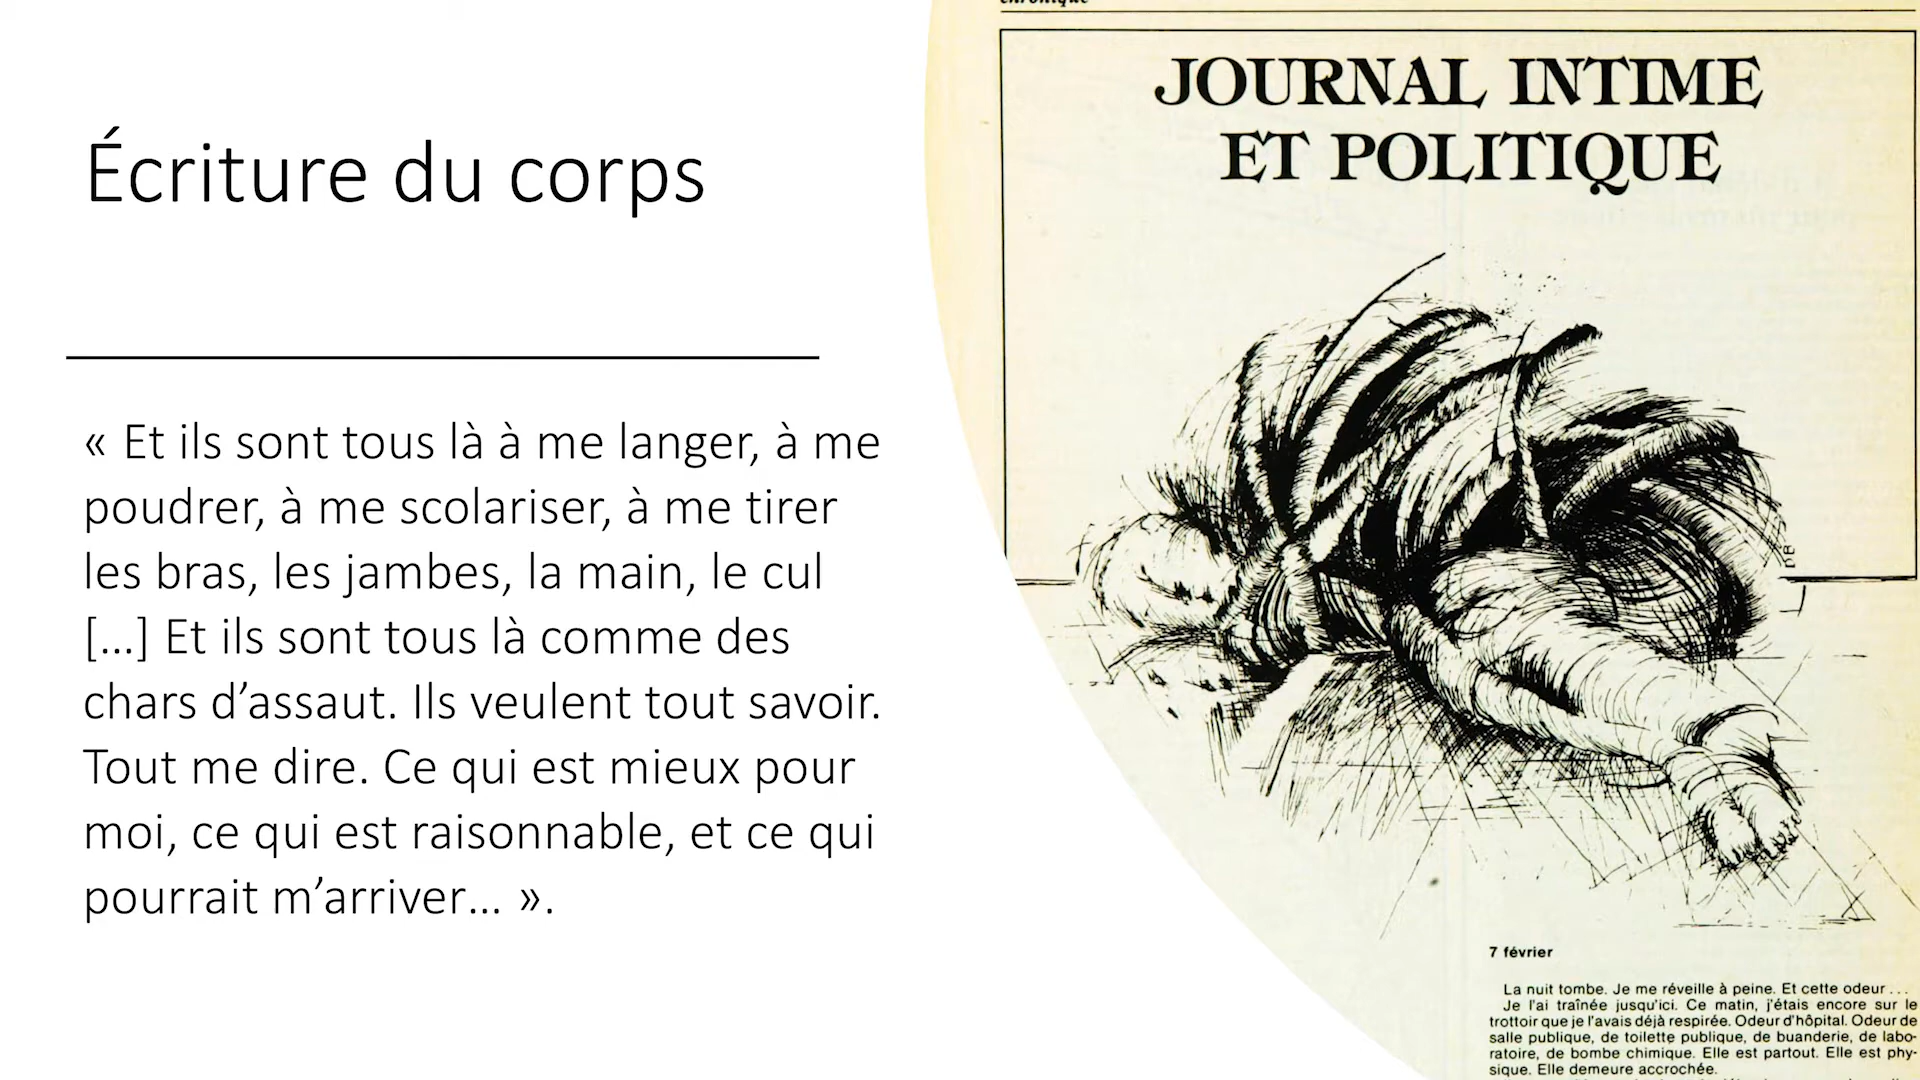 Écriture du corps
« Et ils sont tous là à me langer, à me
poudrer, à me scolariser, à me tirer
les bras, les jambes, la main, le cul
[...] Et ils sont tous là comme des
chars d’assaut. Ils veulent tout savoir.
Tout me dire. Ce qui est mieux pour
moi, ce qui est raisonnable, et ce qui
pourrait m’arriver... ».
chronique
JOURNAL INTIME
ET POLITIQUE
7 février
La nuit tombe. Je me réveille à peine. Et cette odeur ...
Je l'ai traînée jusqu'ici. Ce matin, j'étais encore sur le
trottoir que je l'avais déjà respirée. Odeur d'hôpital. Odeur de
salle publique, de toilette publique, de buanderie, de labo-
ratoire, de bombe chimique. Elle est partout. Elle est phy-
sique. Elle demeure accrochée.